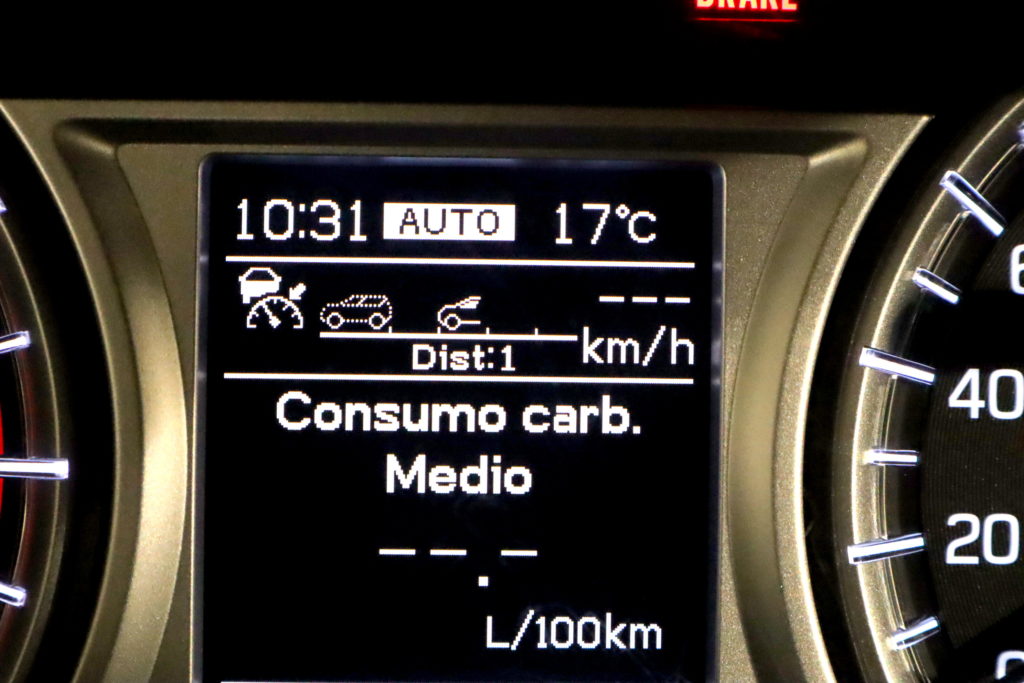 BRAKE
10:31 AUTO 17°C
---
km/h
Dist:1
Consumo carb.
Medio
-- . -
L/100km
40
20